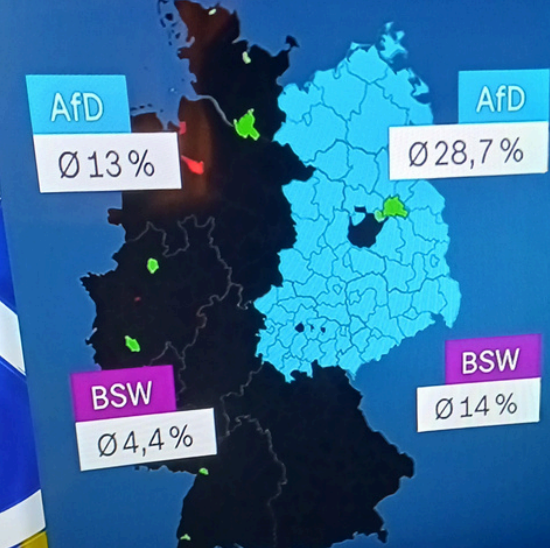 AfD
Ø 13 %
AfD
Ø 28,7 %
BSW
Ø 4,4 %
BSW
Ø 14 %